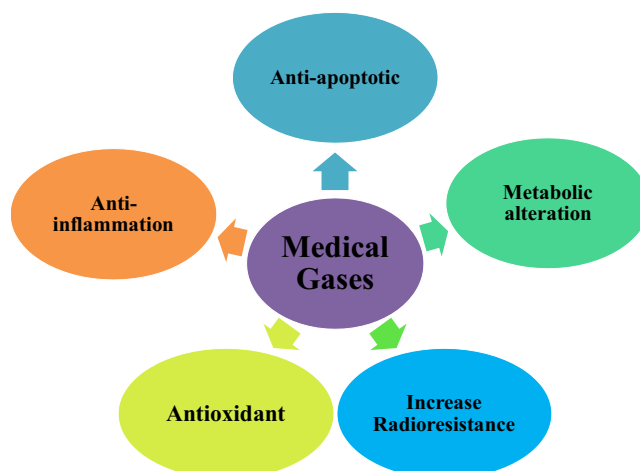 Anti-apoptotic
Anti-
inflammation
Metabolic
alteration
Medical
Gases
Antioxidant
Increase
Radioresistance